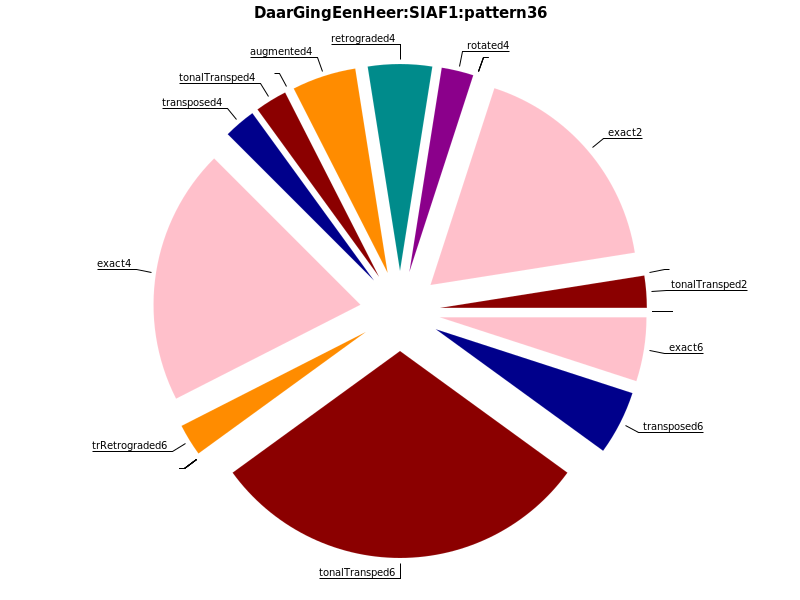 DaarGingEenHeer:SIAF1:pattern36
retrograded4
rotated4
augmented4
tonalTransped4
transposed4
exact2
exact4
tonalTransped2
exact6
transposed6
trRetrograded6
tonalTransped6